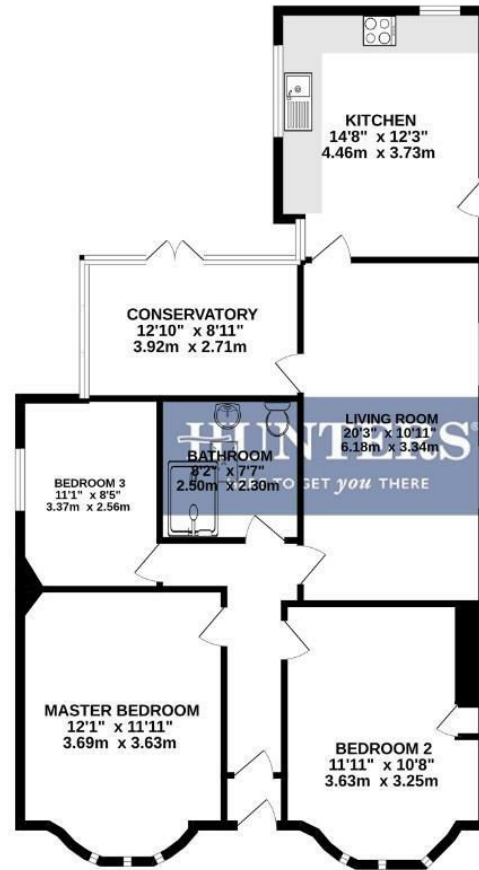 KITCHEN
14'8" x 12'3"
4.46m x 3.73m
CONSERVATORY
12'10" x 8'11"
3.92m x 2.71m
LIVING ROOM
20'3" x 10'11"
6.18m x 3.34m
HUNTERS®
TO GET you THERE
BATHROOM
8'2" x 7'7"
2.50m x 2.30m
BEDROOM 3
11'1" x 8'5"
3.37m x 2.56m
MASTER BEDROOM
12'1" x 11'11"
3.69m x 3.63m
BEDROOM 2
11'11" x 10'8"
3.63m x 3.25m